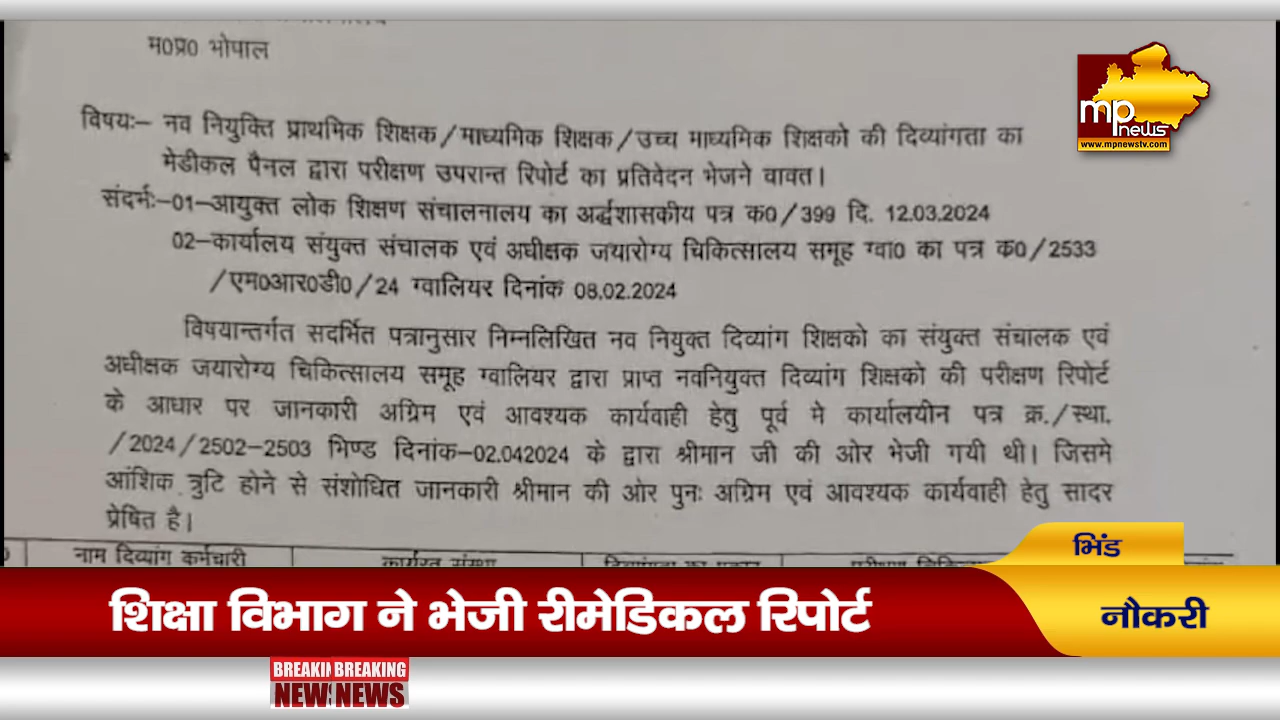 म0प्र0 भोपाल
विषयः– नव नियुक्ति प्राथमिक शिक्षक/माध्यमिक शिक्षक/उच्च माध्यमिक शिक्षको की दिव्यांगता का
मेडीकल पैनल द्वारा परीक्षण उपरान्त रिपोर्ट का प्रतिवेदन भेजने वावत।
संदर्भः–01–आयुक्त लोक शिक्षण संचालनालय का अर्द्धशासकीय पत्र क0/399 दि. 12.03.2024
02–कार्यालय संयुक्त संचालक एवं अधीक्षक जयारोग्य चिकित्सालय समूह ग्वा0 का पत्र क0/2533
/एम0आर0डी0/24 ग्वालियर दिनांक 08.02.2024
विषयान्तर्गत सदर्भित पत्रानुसार निम्नलिखित नव नियुक्त दिव्यांग शिक्षको का संयुक्त संचालक एवं
अधीक्षक जयारोग्य चिकित्सालय समूह ग्वालियर द्वारा प्राप्त नवनियुक्त दिव्यांग शिक्षको की परीक्षण रिपोर्ट
के आधार पर जानकारी अग्रिम एवं आवश्यक कार्यवाही हेतु पूर्व मे कार्यालयीन पत्र क्र./स्था.
/2024/2502–2503 भिण्ड दिनांक–02.042024 के द्वारा श्रीमान जी की ओर भेजी गयी थी। जिसमे
आंशिक त्रुटि होने से संशोधित जानकारी श्रीमान की ओर पुनः अग्रिम एवं आवश्यक कार्यवाही हेतु सादर
प्रेषित है।
नाम दिव्यांग कर्मचारी
mp news
www.mpnewstv.com
भिंड
शिक्षा विभाग ने भेजी रीमेडिकल रिपोर्ट
नौकरी
BREAKIN BREAKING
NEWS NEWS